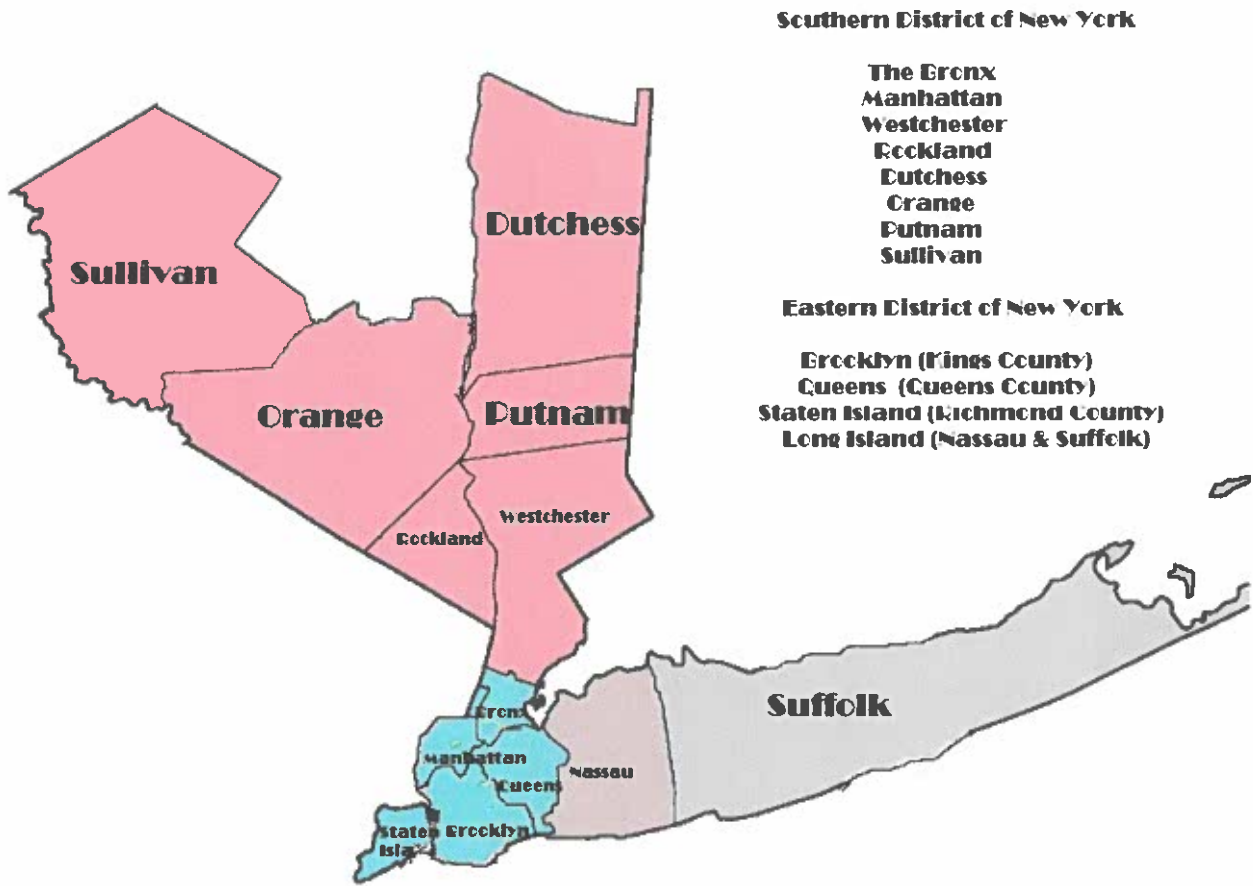 Southern District of New York
The Bronx
Manhattan
Westchester
Rockland
Dutchess
Orange
Putnam
Sullivan
Eastern District of New York
Brooklyn (Kings County)
Queens (Queens County)
Staten Island (Richmond County)
Long Island (Nassau & Suffolk)
Dutchess
Sullivan
Orange
Putnam
Westchester
Rockland
Suffolk
Bronx
Manhattan
Nassau
Queens
Staten
Isla
Brooklyn